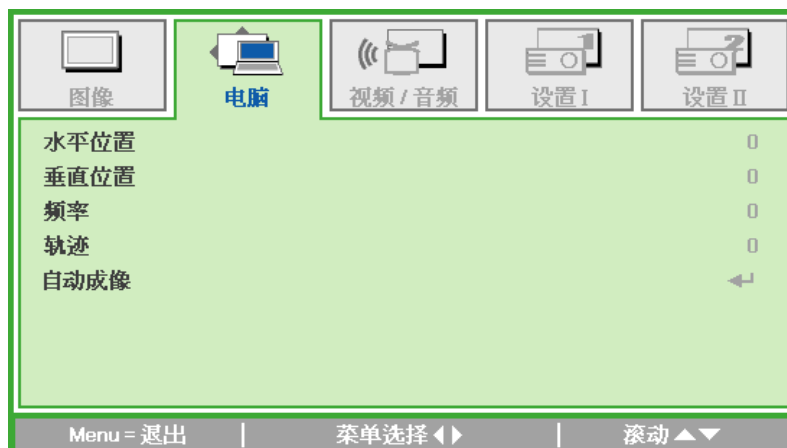 图像 电脑 视频 / 音频 设置 I 设置 II
水平位置 0
垂直位置 0
频率 0
轨迹 0
自动成像
Menu = 退出 菜单选择 滚动